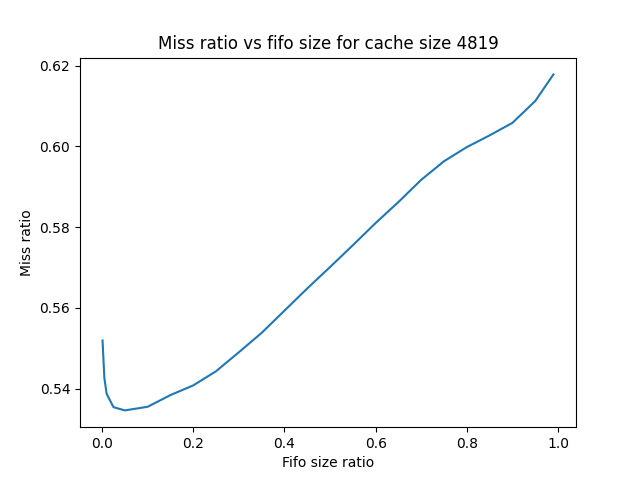 Miss ratio vs fifo size for cache size 4819
0.62
0.60
0.58
0.56
0.54
Miss ratio
0.0 0.2 0.4 0.6 0.8 1.0
Fifo size ratio